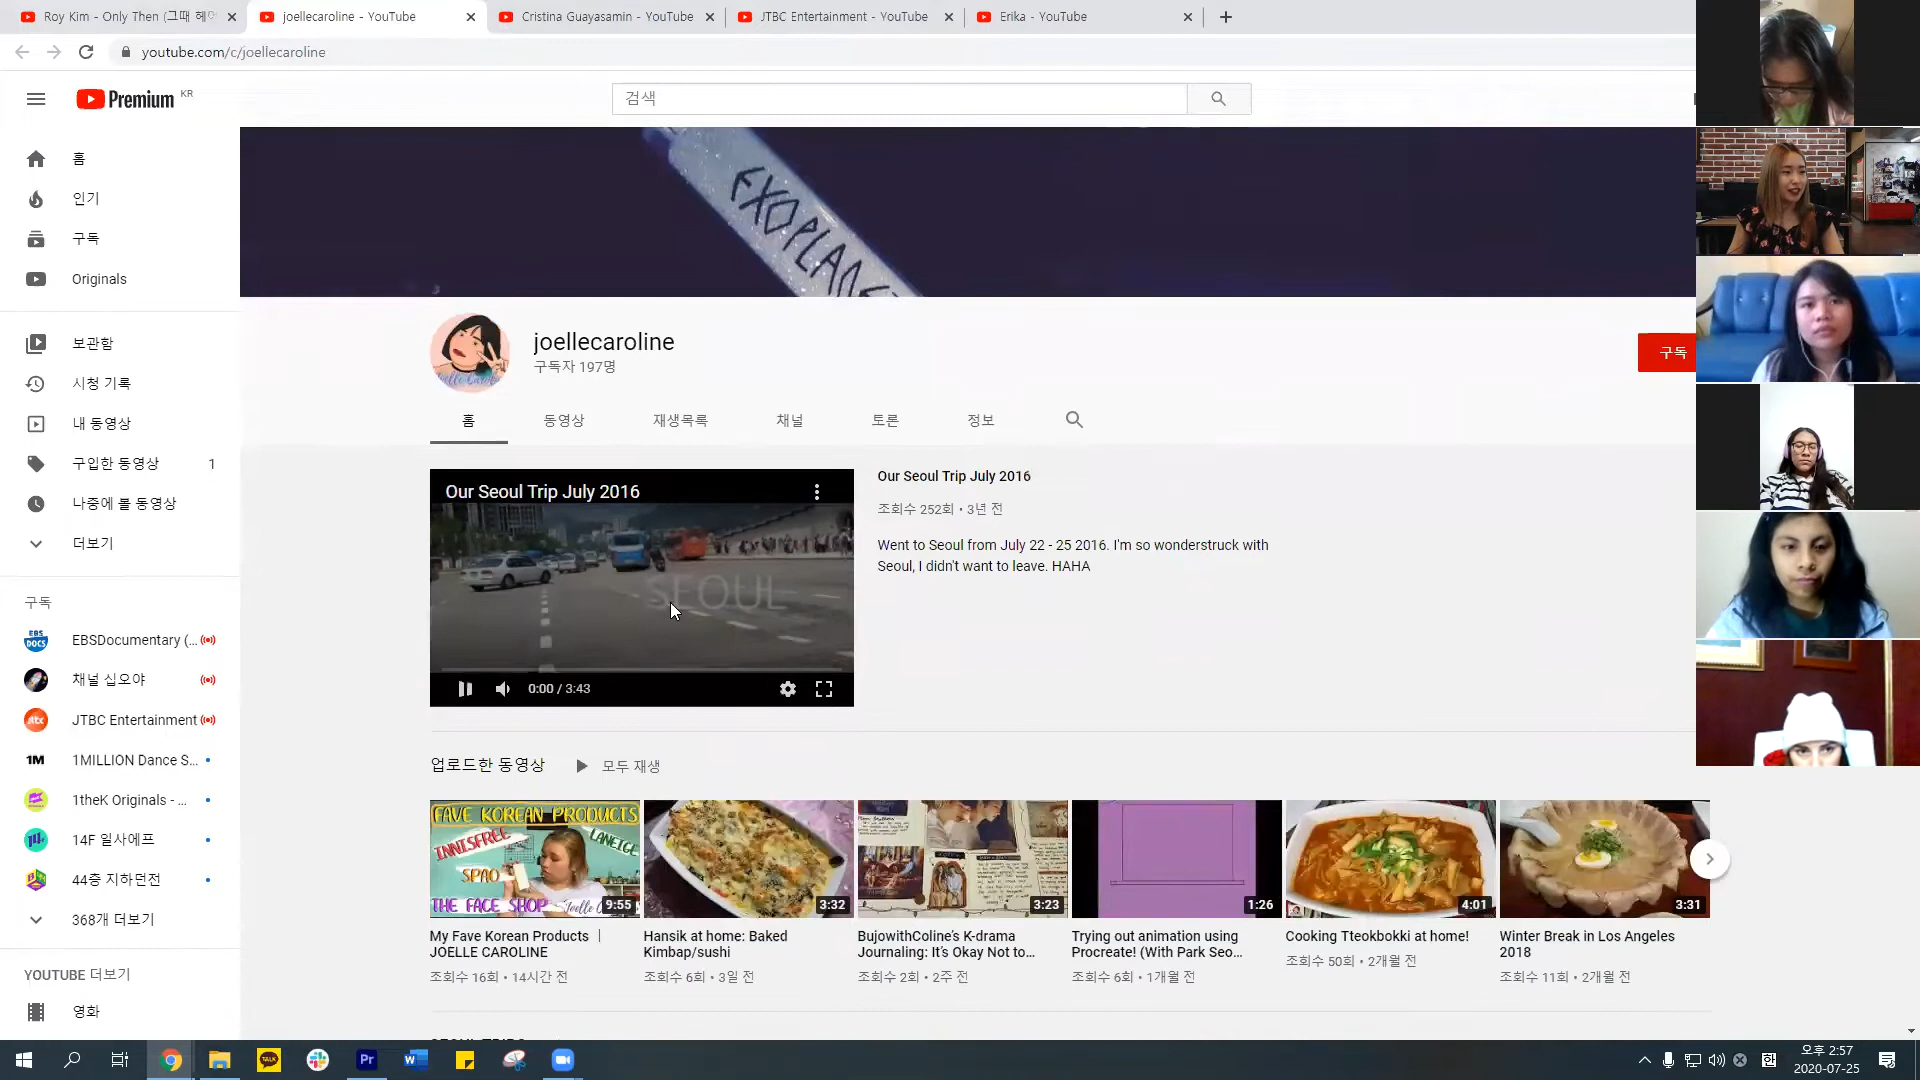 Roy Kim - Only Then (그때 헤어
joellecaroline - YouTube
Cristina Guayasamin - YouTube
JTBC Entertainment - YouTube
Erika - YouTube
youtube.com/c/joellecaroline
Premium KR
검색
홈
인기
구독
Originals
보관함
시청 기록
내 동영상
구입한 동영상 1
나중에 볼 동영상
더보기
구독
EBSDocumentary (...
채널 십오야
JTBC Entertainment
1MILLION Dance S...
1theK Originals - ...
14F 일사에프
44층 지하던전
368개 더보기
YOUTUBE 더보기
영화
EXOPLANE
joellecaroline
구독자 197명
구독
홈 동영상 재생목록 채널 토론 정보
Our Seoul Trip July 2016
SEOUL
0:00 / 3:43
Our Seoul Trip July 2016
조회수 252회 • 3년 전
Went to Seoul from July 22 - 25 2016. I'm so wonderstruck with
Seoul, I didn't want to leave. HAHA
업로드한 동영상 모두 재생
FAVE KOREAN PRODUCTS
INNISFREE
LANEIGE
SPAO
THE FACE SHOP
9:55
My Fave Korean Products ㅣ
JOELLE CAROLINE
조회수 16회 • 14시간 전
3:32
Hansik at home: Baked
Kimbap/sushi
조회수 6회 • 3일 전
3:23
BujowithColine's K-drama
Journaling: It's Okay Not to...
조회수 2회 • 2주 전
1:26
Trying out animation using
Procreate! (With Park Seo...
조회수 6회 • 1개월 전
4:01
Cooking Tteokbokki at home!
조회수 50회 • 2개월 전
3:31
Winter Break in Los Angeles
2018
조회수 11회 • 2개월 전
TALK
Pr
한
오후 2:57
2020-07-25